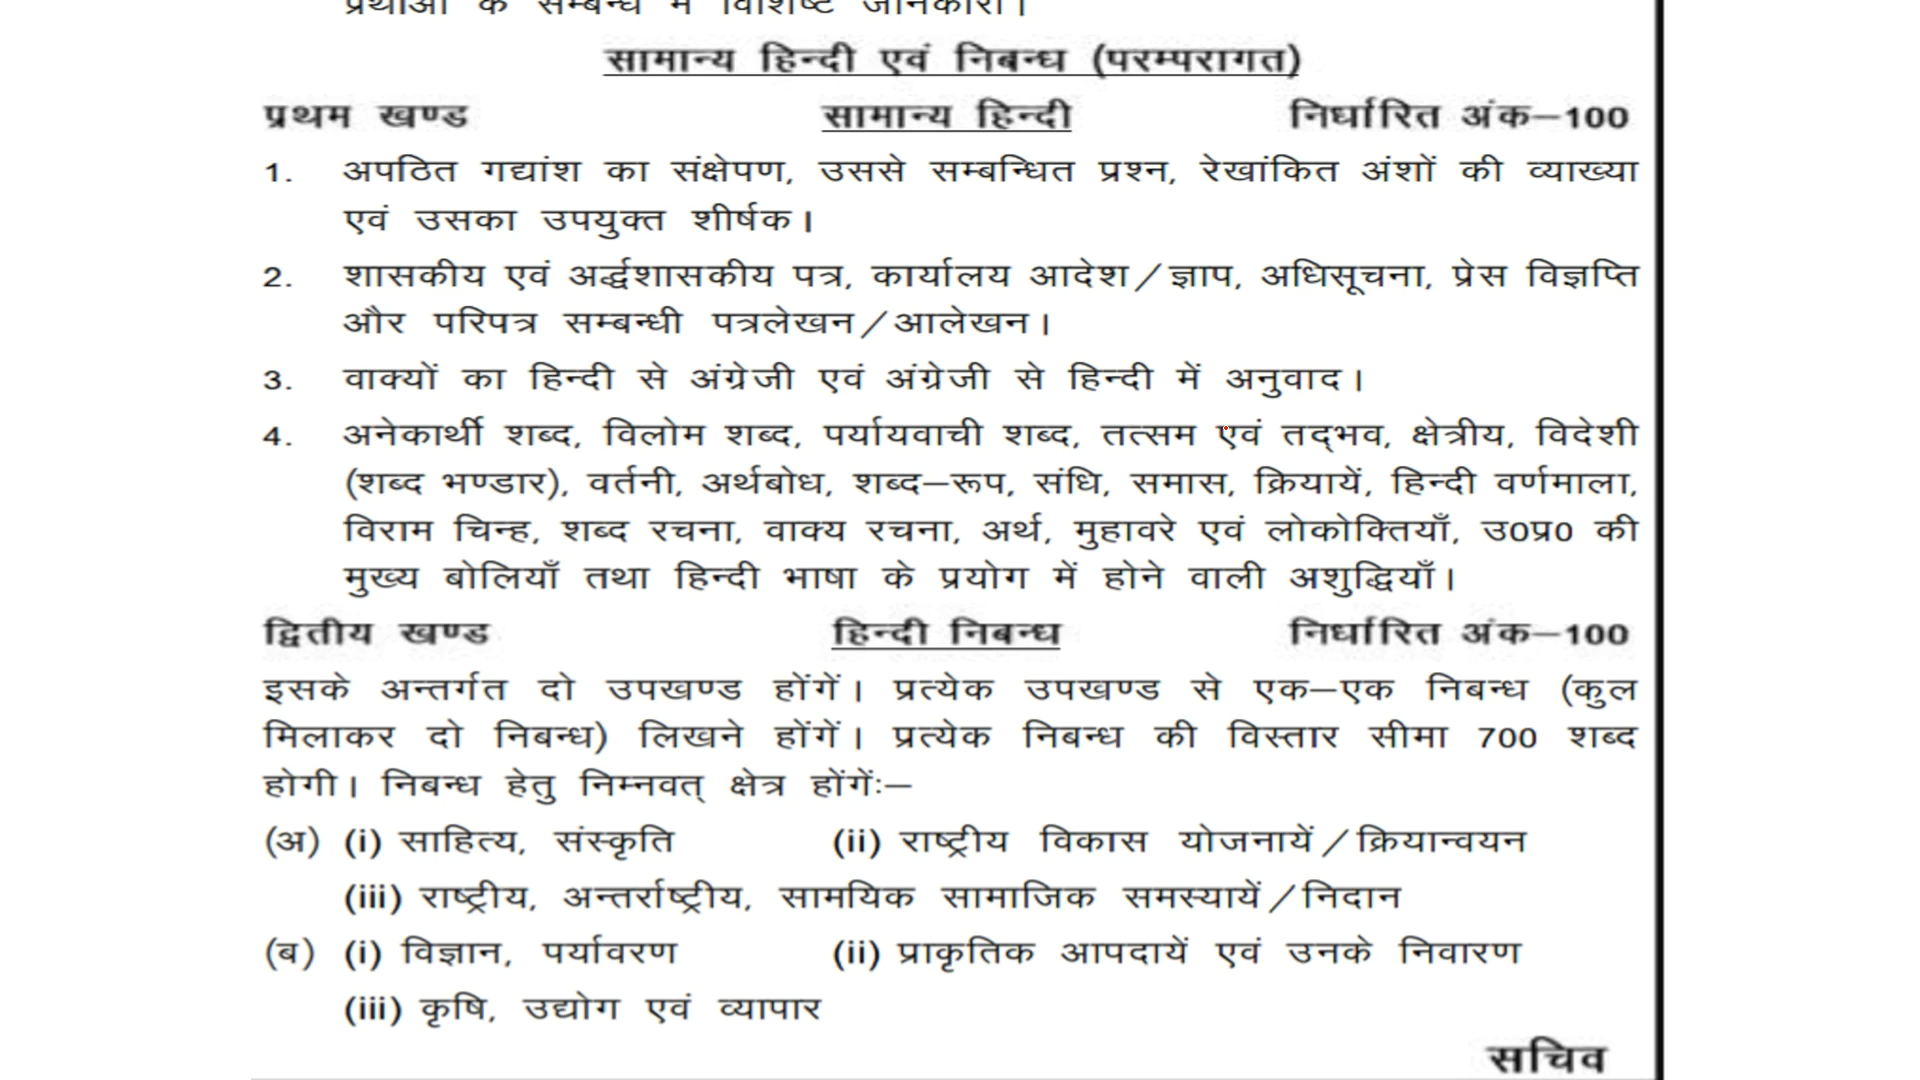 प्रथाओं के सम्बन्ध में विशिष्ट जानकारी।
सामान्य हिन्दी एवं निबन्ध (परम्परागत)
प्रथम खण्ड सामान्य हिन्दी निर्धारित अंक–100
1. अपठित गद्यांश का संक्षेपण, उससे सम्बन्धित प्रश्न, रेखांकित अंशों की व्याख्या
एवं उसका उपयुक्त शीर्षक।
2. शासकीय एवं अर्द्धशासकीय पत्र, कार्यालय आदेश/ज्ञाप, अधिसूचना, प्रेस विज्ञप्ति
और परिपत्र सम्बन्धी पत्रलेखन/आलेखन।
3. वाक्यों का हिन्दी से अंग्रेजी एवं अंग्रेजी से हिन्दी में अनुवाद।
4. अनेकार्थी शब्द, विलोम शब्द, पर्यायवाची शब्द, तत्सम एवं तद्‌भव, क्षेत्रीय, विदेशी
(शब्द भण्डार), वर्तनी, अर्थबोध, शब्द–रूप, संधि, समास, क्रियायें, हिन्दी वर्णमाला,
विराम चिन्ह, शब्द रचना, वाक्य रचना, अर्थ, मुहावरे एवं लोकोक्तियाँ, उ0प्र0 की
मुख्य बोलियाँ तथा हिन्दी भाषा के प्रयोग में होने वाली अशुद्धियाँ।
द्वितीय खण्ड हिन्दी निबन्ध निर्धारित अंक–100
इसके अन्तर्गत दो उपखण्ड होंगें। प्रत्येक उपखण्ड से एक–एक निबन्ध (कुल
मिलाकर दो निबन्ध) लिखने होंगें। प्रत्येक निबन्ध की विस्तार सीमा 700 शब्द
होगी। निबन्ध हेतु निम्नवत् क्षेत्र होंगेंः–
(अ) (i) साहित्य, संस्कृति (ii) राष्ट्रीय विकास योजनायें/क्रियान्वयन
(iii) राष्ट्रीय, अन्तर्राष्ट्रीय, सामयिक सामाजिक समस्यायें/निदान
(ब) (i) विज्ञान, पर्यावरण (ii) प्राकृतिक आपदायें एवं उनके निवारण
(iii) कृषि, उद्योग एवं व्यापार
सचिव